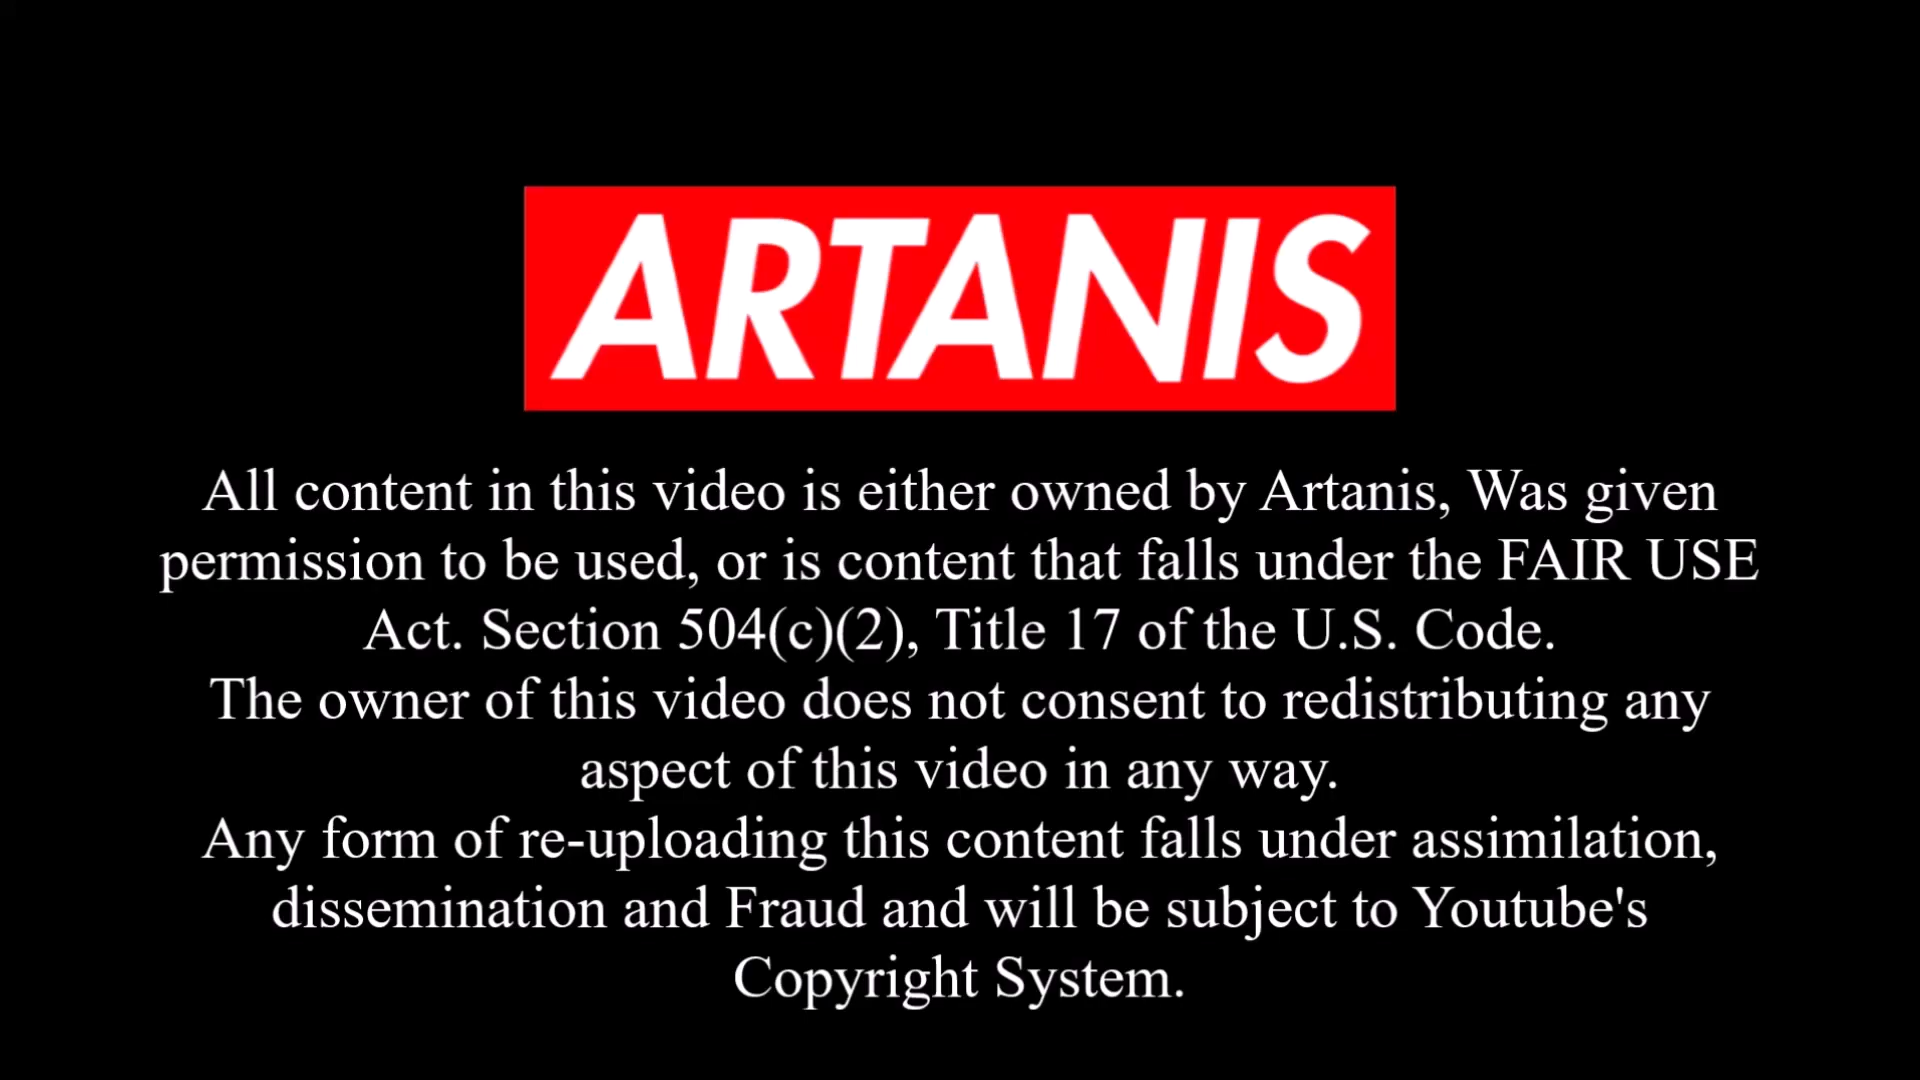 ARTANIS
All content in this video is either owned by Artanis, Was given
permission to be used, or is content that falls under the FAIR USE
Act. Section 504(c)(2), Title 17 of the U.S. Code.
The owner of this video does not consent to redistributing any
aspect of this video in any way.
Any form of re-uploading this content falls under assimilation,
dissemination and Fraud and will be subject to Youtube's
Copyright System.